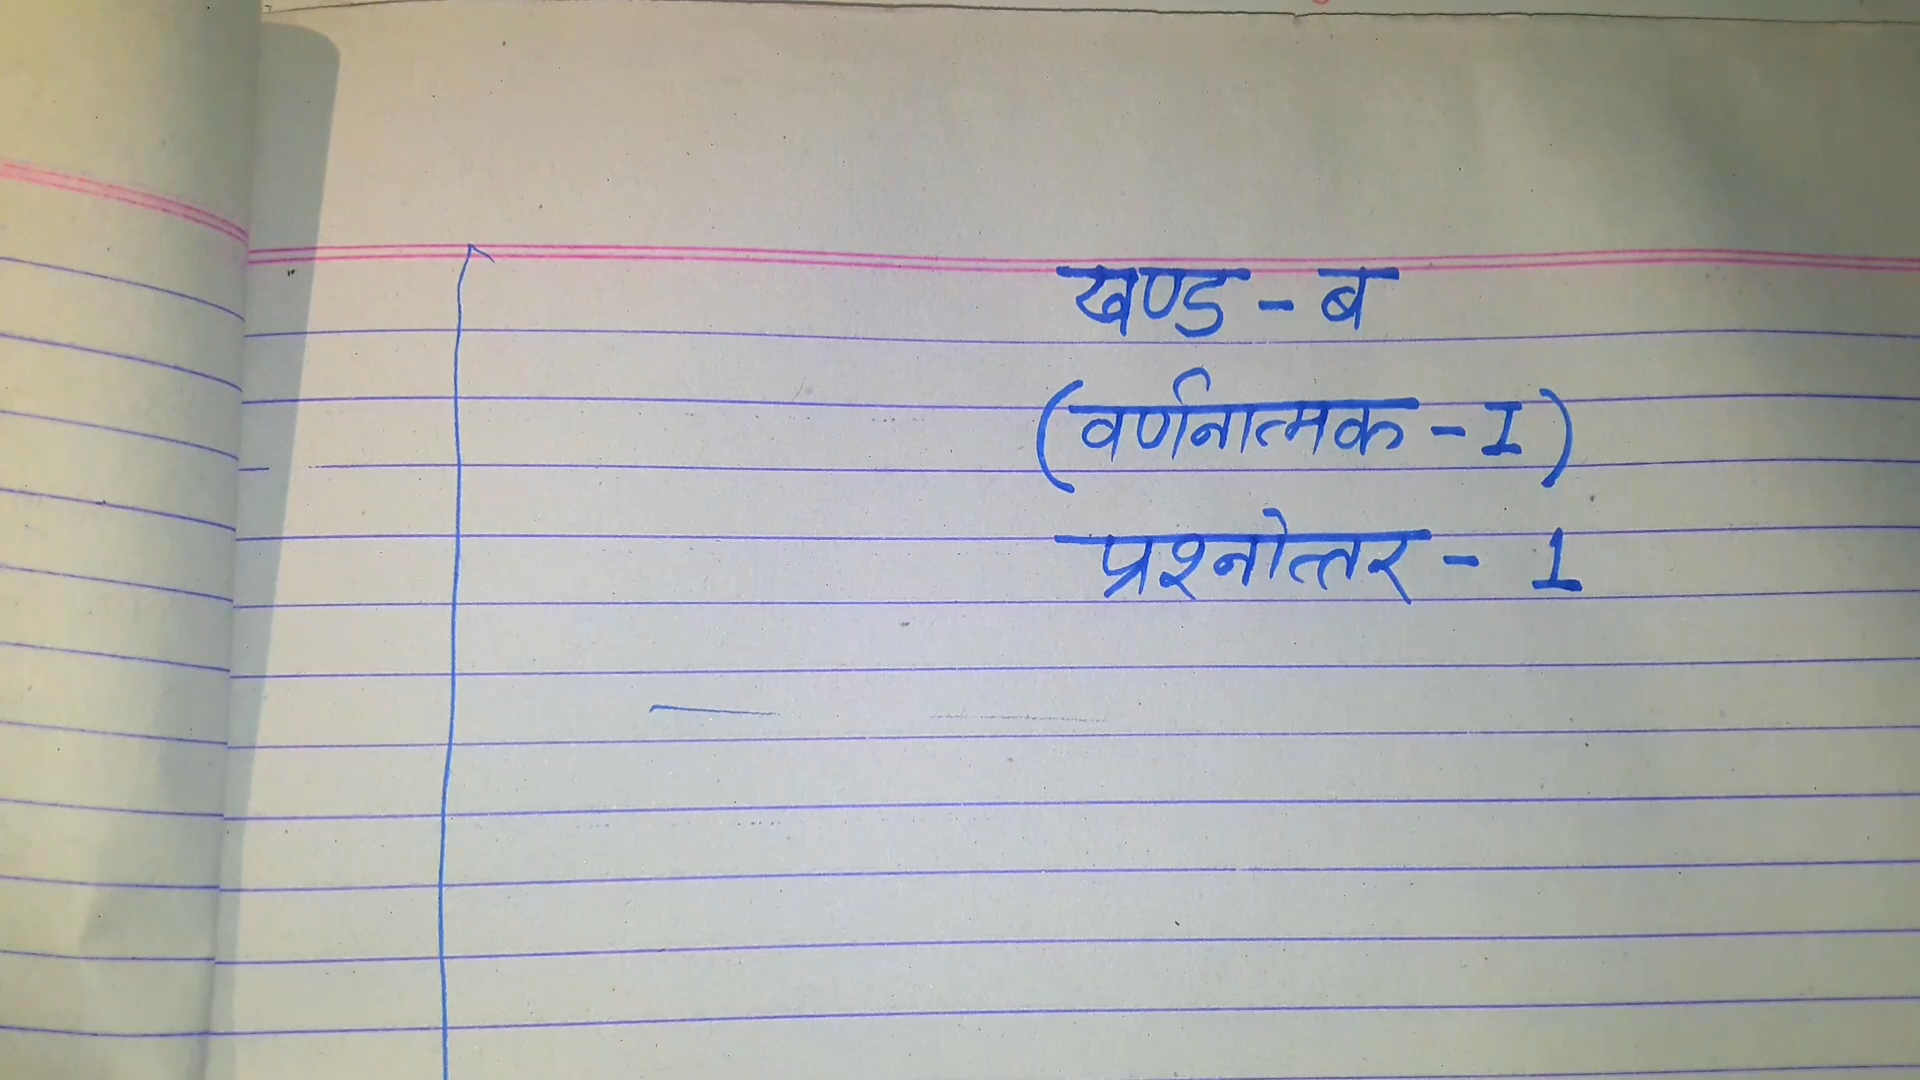 खण्ड - ब
(वर्णनात्मक - I)
प्रश्नोत्तर - 1